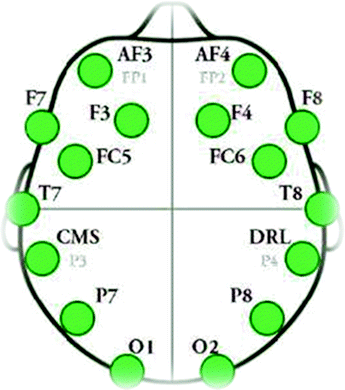 AF3 AF4
FP1 FP2
F7 F8
F3 F4
FC5 FC6
T7 T8
CMS DRL
P3 P4
P7 P8
O1 O2